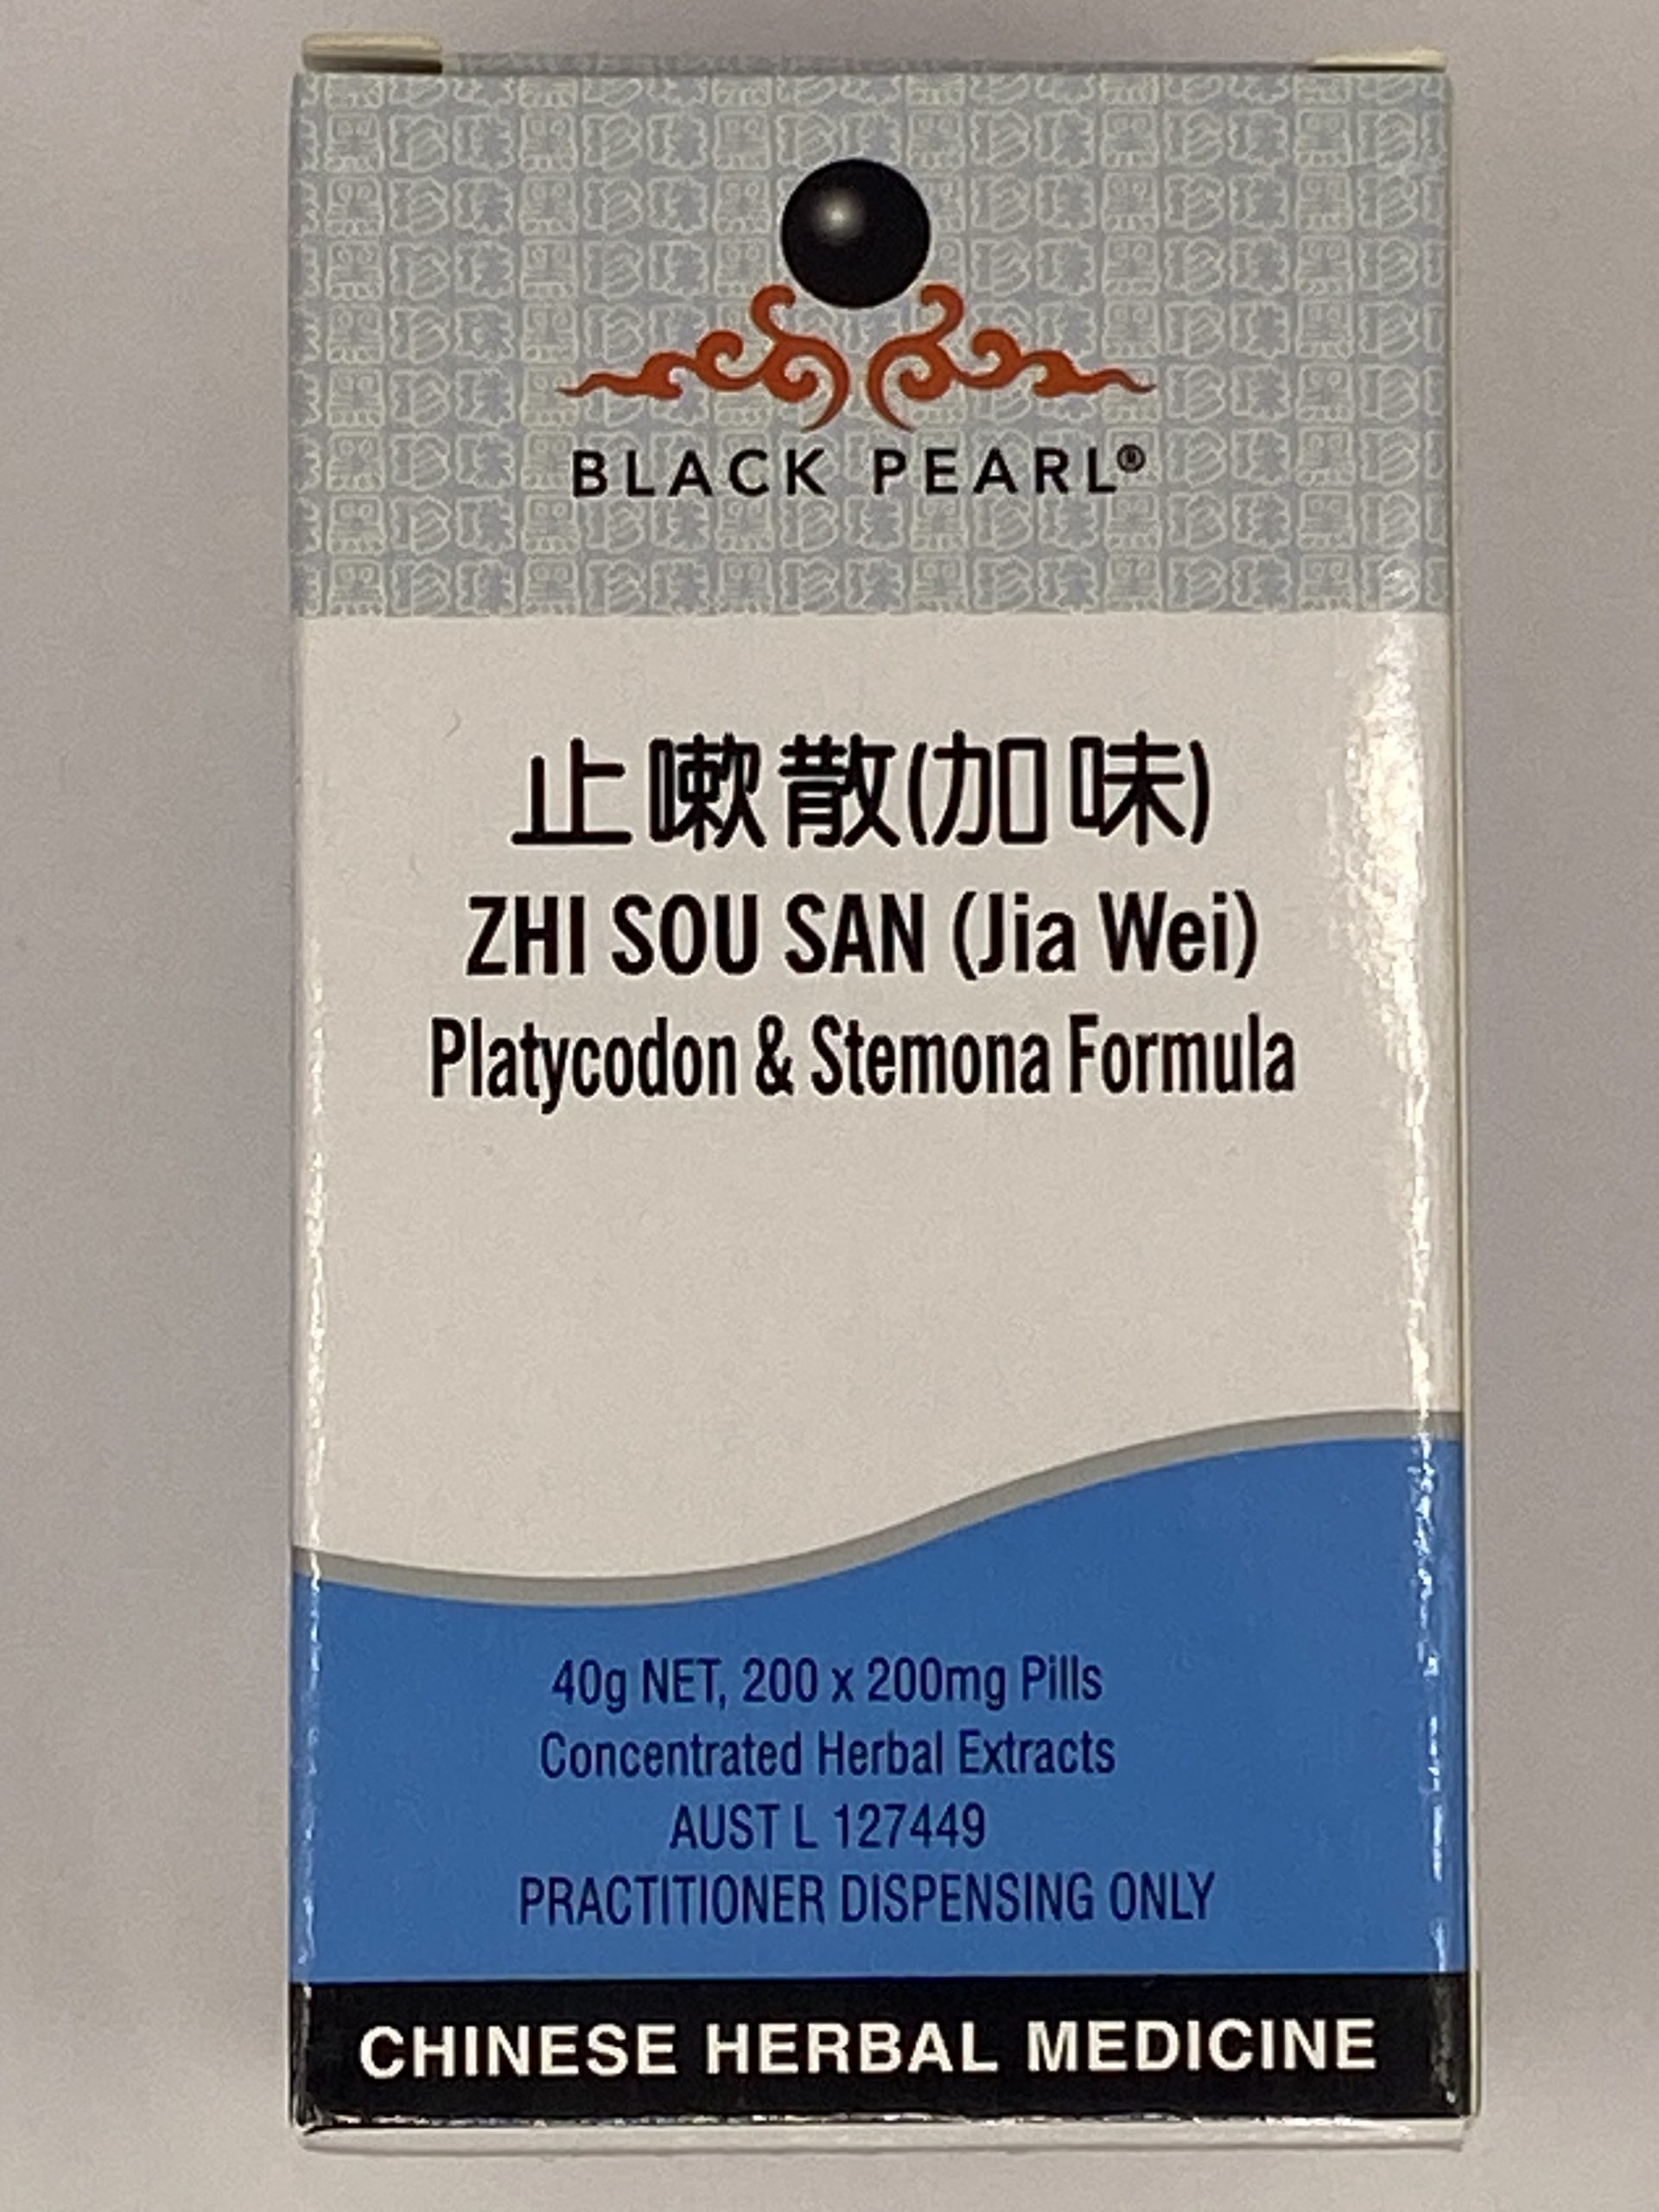 BLACK PEARL®
止嗽散(加味)
ZHI SOU SAN (Jia Wei)
Platycodon & Stemona Formula
40g NET, 200 x 200mg Pills
Concentrated Herbal Extracts
AUST L 127449
PRACTITIONER DISPENSING ONLY
CHINESE HERBAL MEDICINE